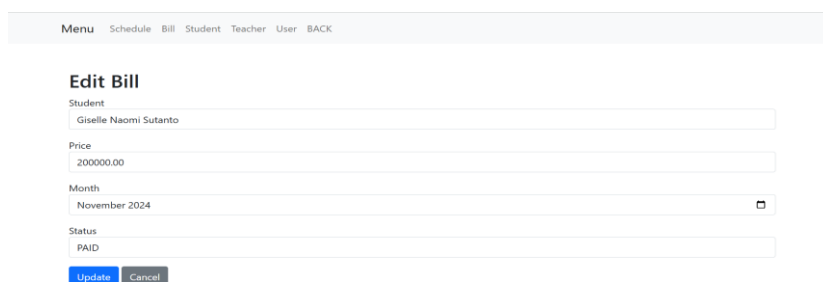 Menu Schedule Bill Student Teacher User BACK
Edit Bill
Student
Giselle Naomi Sutanto
Price
200000.00
Month
November 2024
Status
PAID
Update Cancel